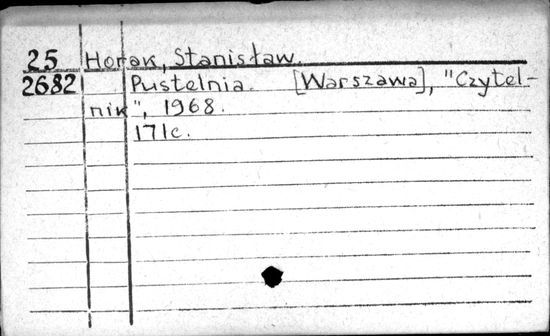 25 Horak, Stanisław.
2682 Pustelnia. [Warszawa], "Czytel-
nik", 1968.
171c.